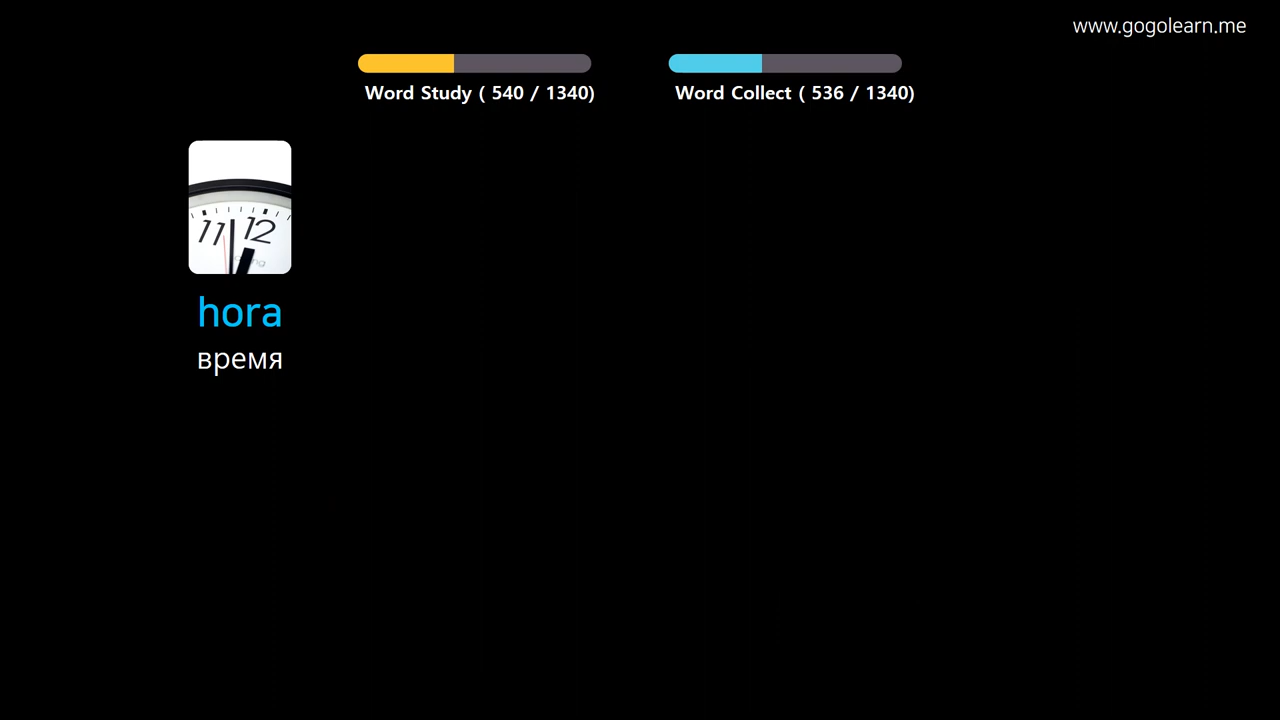 www.gogolearn.me
Word Study ( 540 / 1340)
Word Collect ( 536 / 1340)
11 12
hora
время